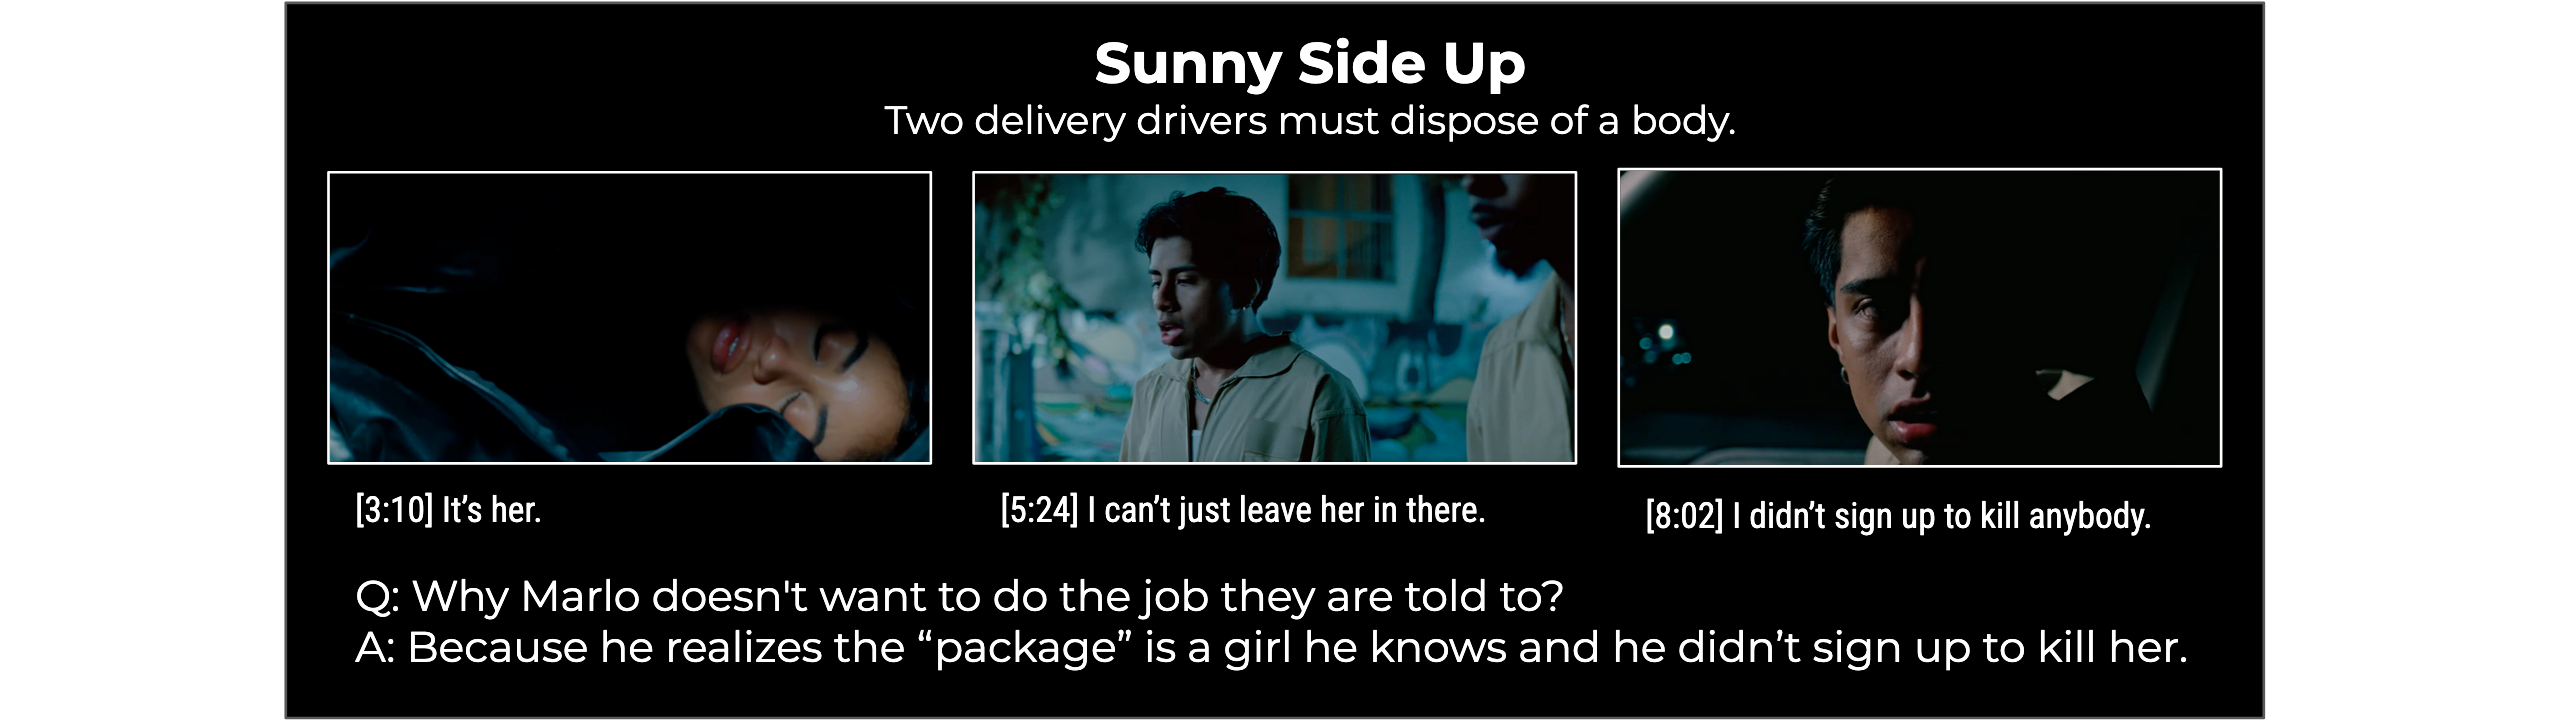 Sunny Side Up
Two delivery drivers must dispose of a body.
[3:10] It’s her.
[5:24] I can’t just leave her in there.
[8:02] I didn’t sign up to kill anybody.
Q: Why Marlo doesn't want to do the job they are told to?
A: Because he realizes the “package” is a girl he knows and he didn’t sign up to kill her.